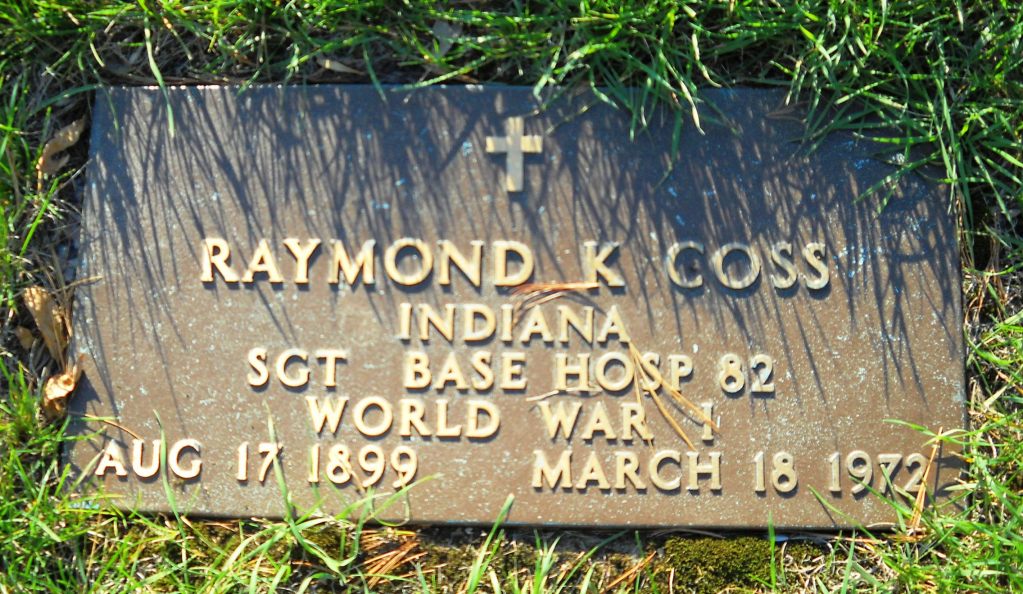 RAYMOND K COSS
INDIANA
SGT BASE HOSP 82
WORLD WAR I
AUG 17 1899 MARCH 18 1972